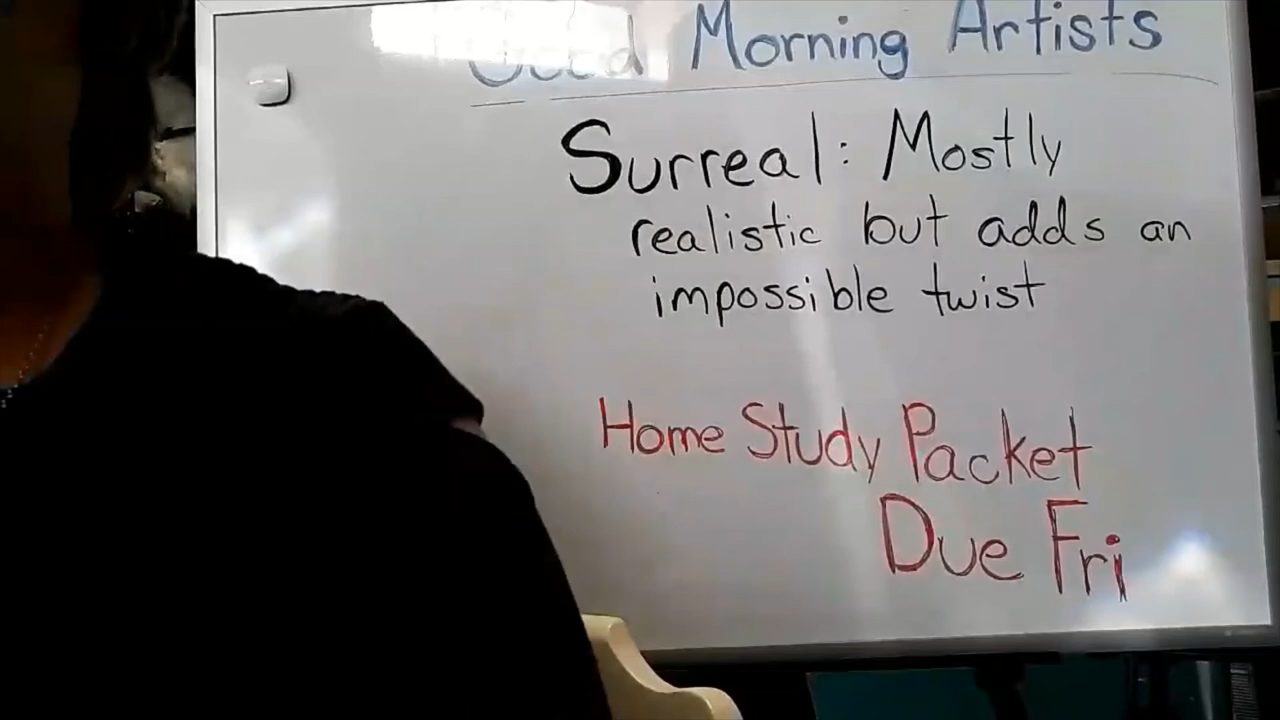 Good Morning Artists
Surreal: Mostly
realistic but adds an
impossible twist
Home Study Packet
Due Fri